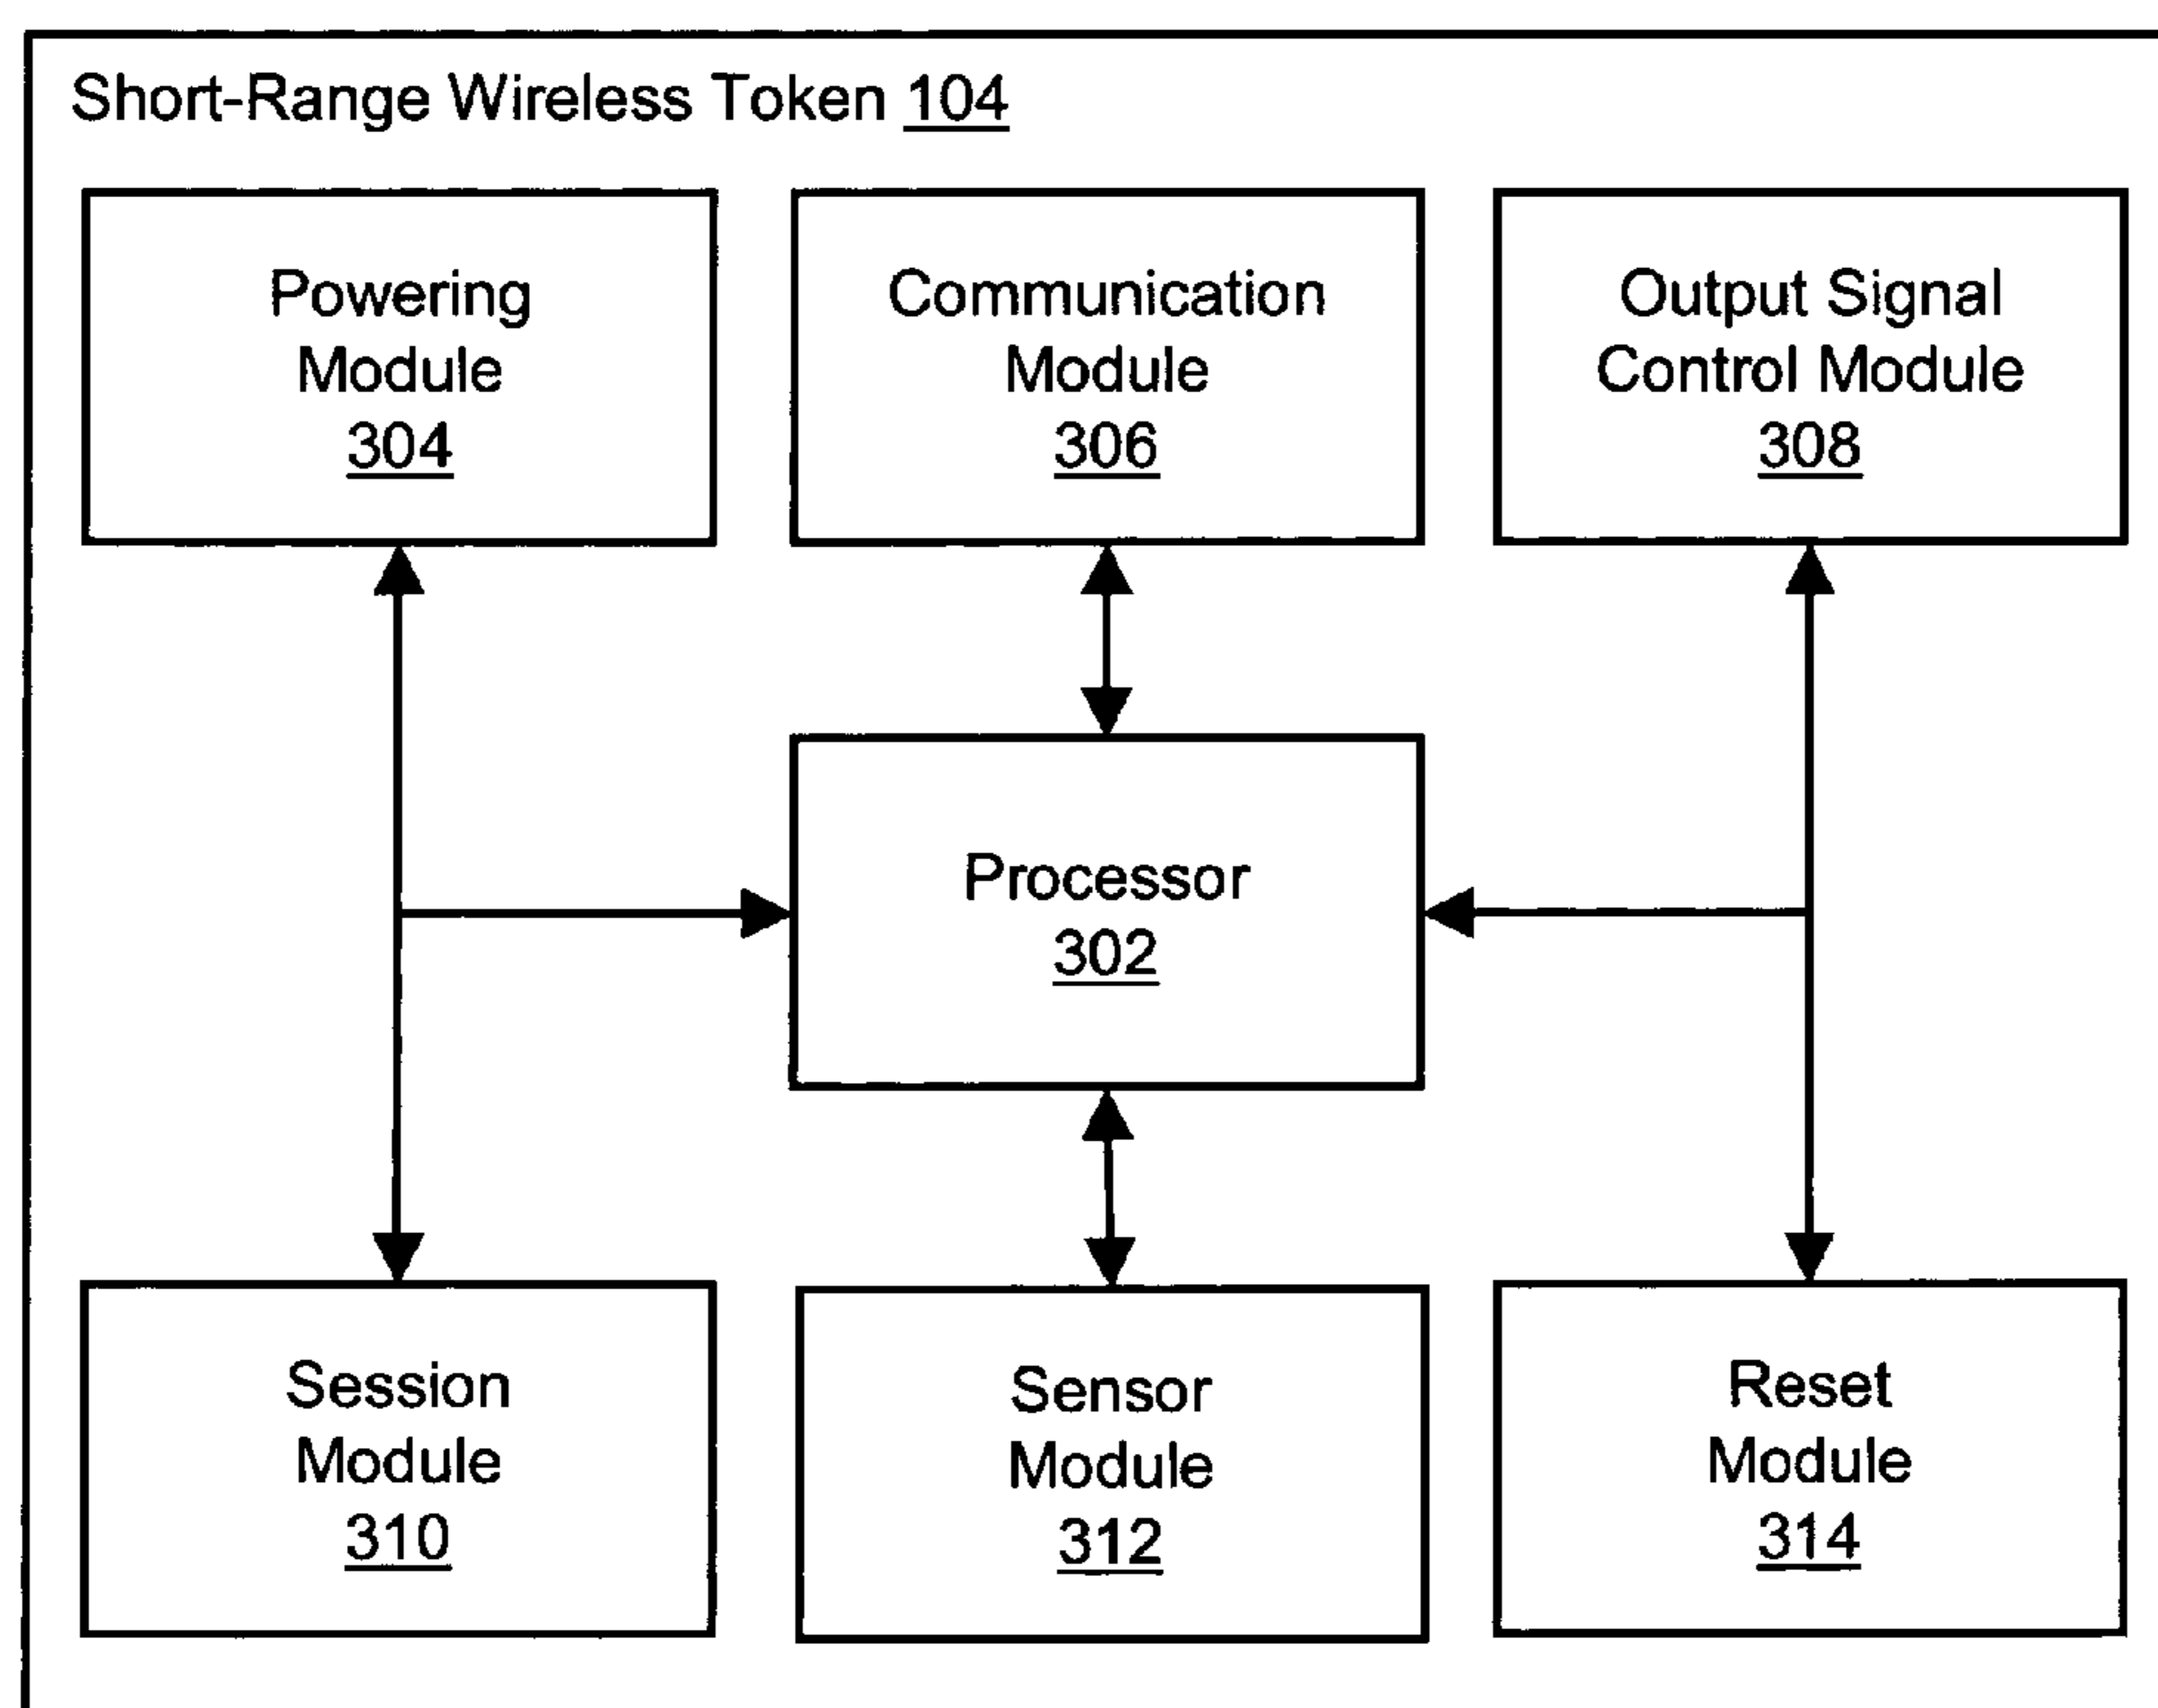 Short-Range Wireless Token 104
Powering
Module
304
Communication
Module
306
Output Signal
Control Module
308
Processor
302
Session
Module
310
Sensor
Module
312
Reset
Module
314